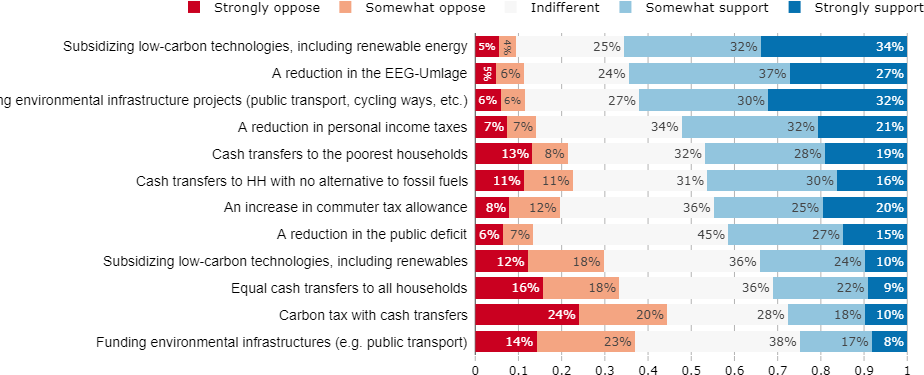 Strongly oppose Somewhat oppose Indifferent Somewhat support Strongly support
Subsidizing low-carbon technologies, including renewable energy 5% 4% 25% 32% 34%
A reduction in the EEG-Umlage 5% 6% 24% 37% 27%
environmental infrastructure projects (public transport, cycling ways, etc.) 6% 6% 27% 30% 32%
A reduction in personal income taxes 7% 7% 34% 32% 21%
Cash transfers to the poorest households 13% 8% 32% 28% 19%
Cash transfers to HH with no alternative to fossil fuels 11% 11% 31% 30% 16%
An increase in commuter tax allowance 8% 12% 36% 25% 20%
A reduction in the public deficit 6% 7% 45% 27% 15%
Subsidizing low-carbon technologies, including renewables 12% 18% 36% 24% 10%
Equal cash transfers to all households 16% 18% 36% 22% 9%
Carbon tax with cash transfers 24% 20% 28% 18% 10%
Funding environmental infrastructures (e.g. public transport) 14% 23% 38% 17% 8%
0 0.1 0.2 0.3 0.4 0.5 0.6 0.7 0.8 0.9 1